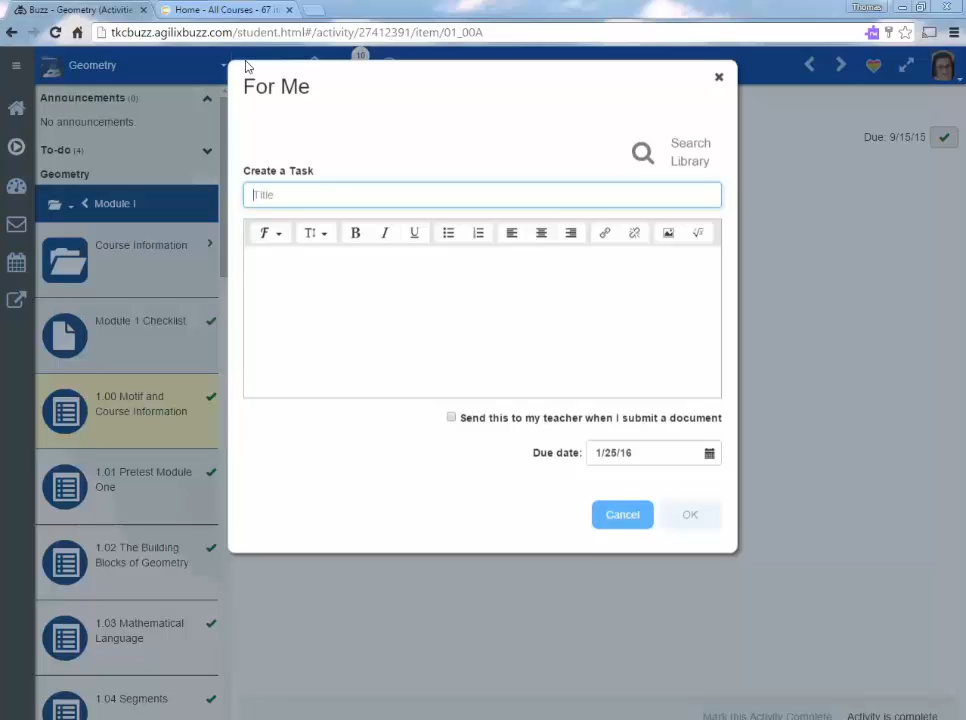 Buzz - Geometry (Activitie
Home - All Courses - 67 it
Thomas
tkcbuzz.agilixbuzz.com/student.html#/activity/27412391/item/01_00A
Geometry
10
Announcements (0)
No announcements.
To-do (4)
Geometry
Module I
Course Information
Module 1 Checklist
1.00 Motif and
Course Information
1.01 Pretest Module
One
1.02 The Building
Blocks of Geometry
1.03 Mathematical
Language
1.04 Segments
For Me
Search
Library
Create a Task
Title
F T B I U
Send this to my teacher when I submit a document
Due date: 1/25/16
Cancel OK
Due: 9/15/15
Mark this Activity Complete Activity is complete